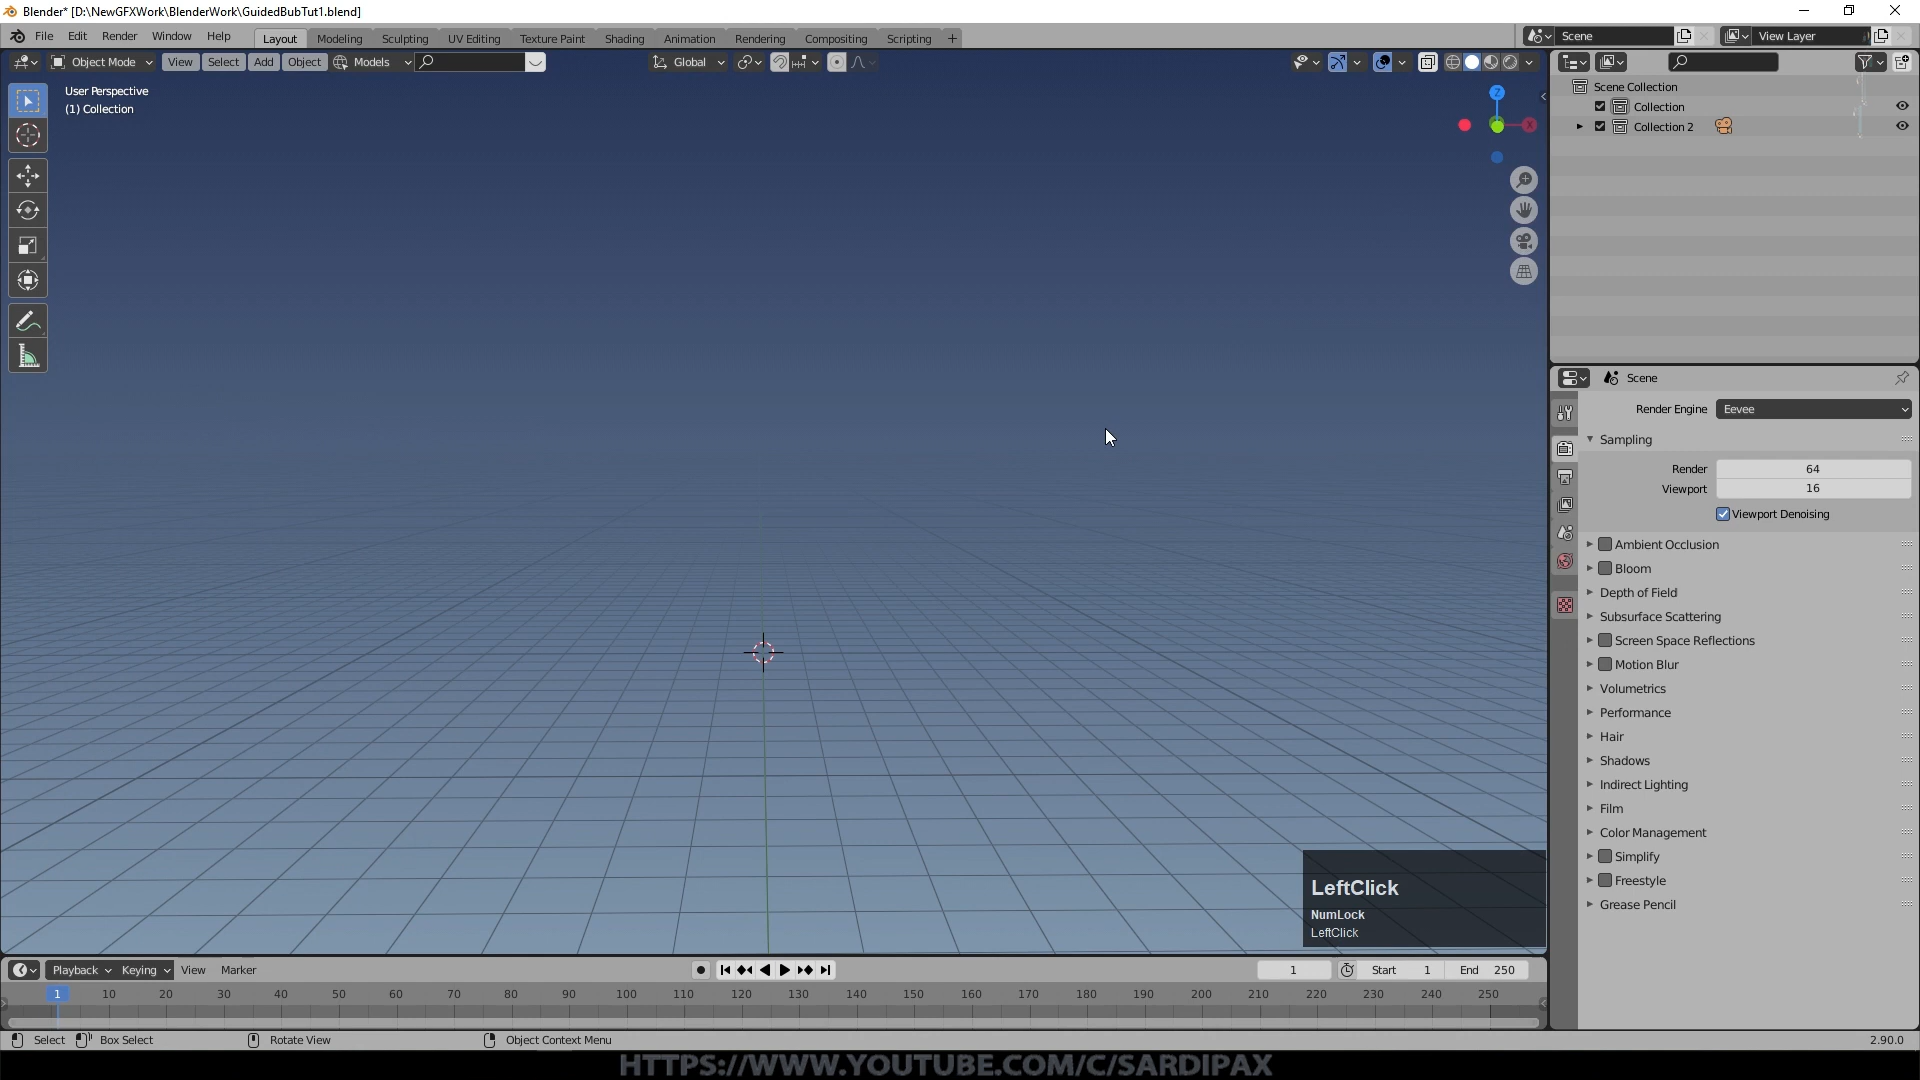 Blender* [D:\NewGFXWork\BlenderWork\GuidedBubTut1.blend]
File Edit Render Window Help Layout Modeling Sculpting UV Editing Texture Paint Shading Animation Rendering Compositing Scripting + Scene View Layer
Object Mode View Select Add Object Models Global
User Perspective
(1) Collection
Z
X
Scene Collection
Collection
Collection 2
Scene
Render Engine Eevee
Sampling
Render 64
Viewport 16
Viewport Denoising
Ambient Occlusion
Bloom
Depth of Field
Subsurface Scattering
Screen Space Reflections
Motion Blur
Volumetrics
Performance
Hair
Shadows
Indirect Lighting
Film
Color Management
Simplify
Freestyle
Grease Pencil
LeftClick
NumLock
LeftClick
Playback Keying View Marker 1 Start 1 End 250
1 10 20 30 40 50 60 70 80 90 100 110 120 130 140 150 160 170 180 190 200 210 220 230 240 250
Select Box Select Rotate View Object Context Menu 2.90.0
HTTPS://WWW.YOUTUBE.COM/C/SARDIPAX